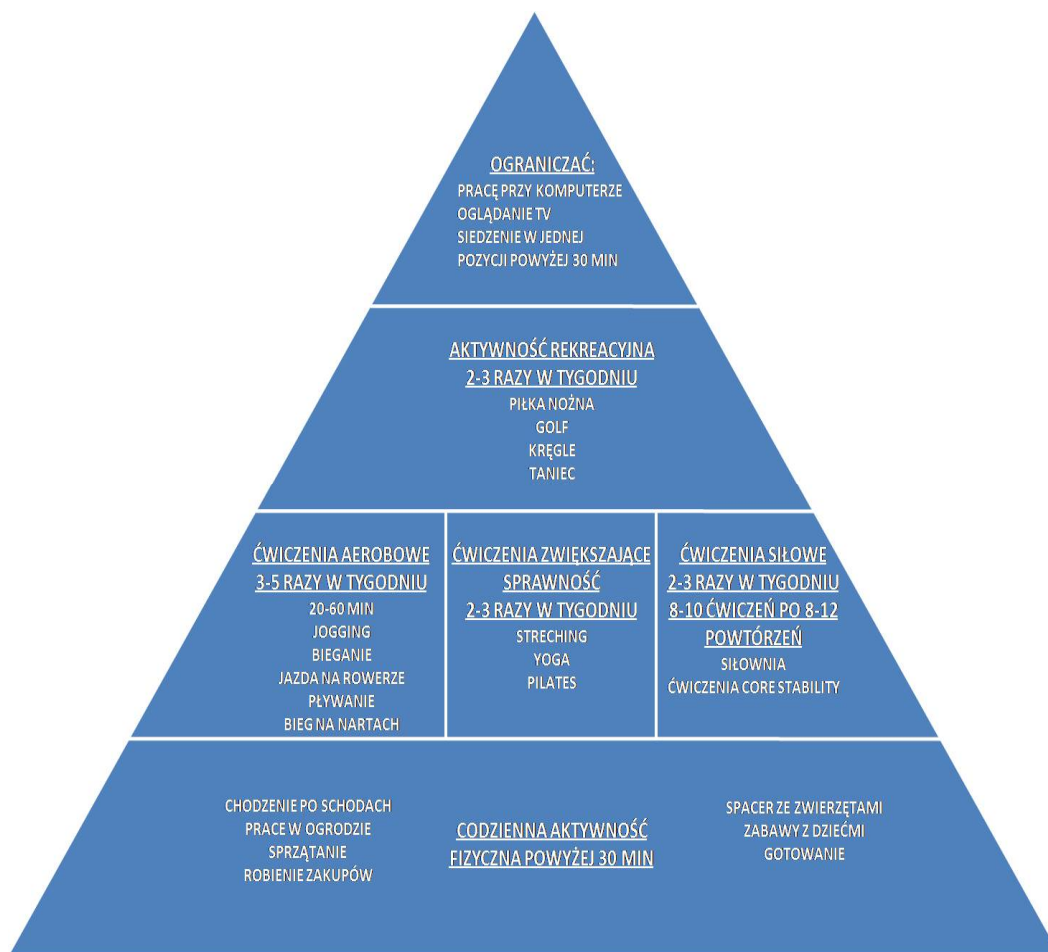 OGRANICZAĆ:
PRACĘ PRZY KOMPUTERZE
OGLĄDANIE TV
SIEDZENIE W JEDNEJ
POZYCJI POWYŻEJ 30 MIN
AKTYWNOŚĆ REKREACYJNA
2-3 RAZY W TYGODNIU
PIŁKA NOŻNA
GOLF
KRĘGLE
TANIEC
ĆWICZENIA AEROBOWE
3-5 RAZY W TYGODNIU
20-60 MIN
JOGGING
BIEGANIE
JAZDA NA ROWERZE
PŁYWANIE
BIEG NA NARTACH
ĆWICZENIA ZWIĘKSZAJĄCE
SPRAWNOŚĆ
2-3 RAZY W TYGODNIU
STRECHING
YOGA
PILATES
ĆWICZENIA SIŁOWE
2-3 RAZY W TYGODNIU
8-10 ĆWICZEŃ PO 8-12
POWTÓRZEŃ
SIŁOWNIA
ĆWICZENIA CORE STABILITY
CHODZENIE PO SCHODACH
PRACE W OGRODZIE
SPRZĄTANIE
ROBIENIE ZAKUPÓW
CODZIENNA AKTYWNOŚĆ
FIZYCZNA POWYŻEJ 30 MIN
SPACER ZE ZWIERZĘTAMI
ZABAWY Z DZIEĆMI
GOTOWANIE